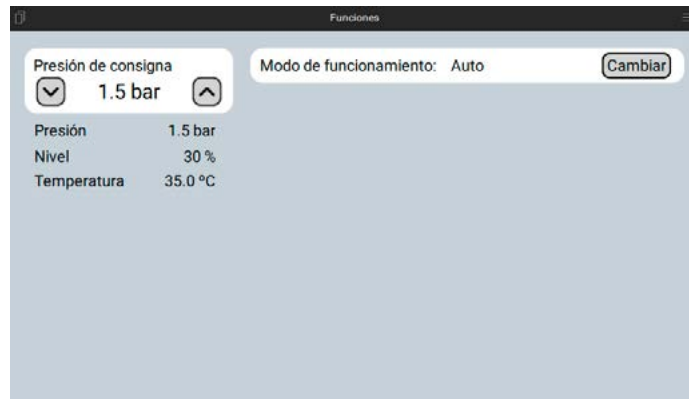 Funciones
Presión de consigna
1.5 bar
Modo de funcionamiento: Auto
Cambiar
Presión 1.5 bar
Nivel 30 %
Temperatura 35.0 ºC